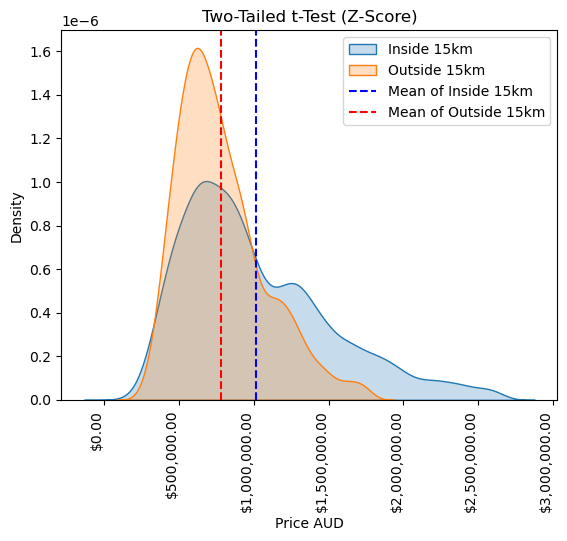 Two-Tailed t-Test (Z-Score)
1e−6
Inside 15km
Outside 15km
Mean of Inside 15km
Mean of Outside 15km
1.6
1.4
1.2
1.0
0.8
0.6
0.4
0.2
0.0
Density
$0.00
$500,000.00
$1,000,000.00
$1,500,000.00
$2,000,000.00
$2,500,000.00
$3,000,000.00
Price AUD